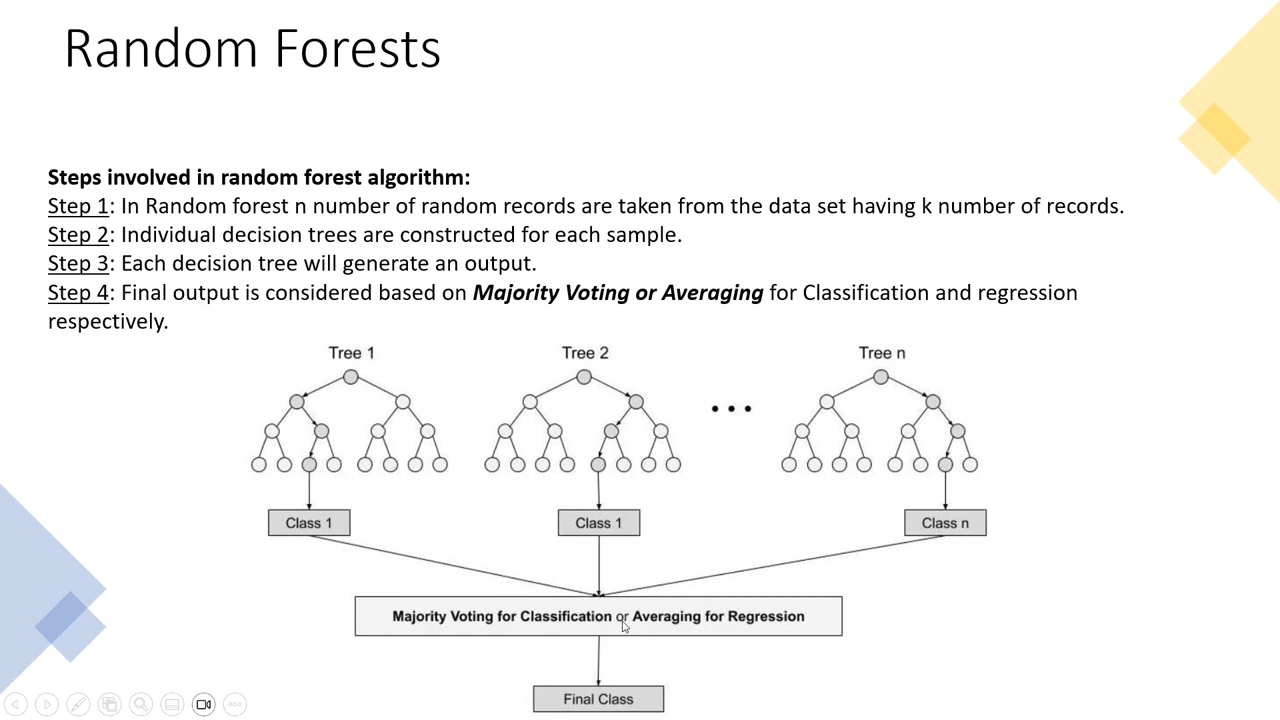 Random Forests
Steps involved in random forest algorithm:
Step 1: In Random forest n number of random records are taken from the data set having k number of records.
Step 2: Individual decision trees are constructed for each sample.
Step 3: Each decision tree will generate an output.
Step 4: Final output is considered based on Majority Voting or Averaging for Classification and regression
respectively.
Tree 1
Tree 2
Tree n
Class 1
Class 1
Class n
Majority Voting for Classification or Averaging for Regression
Final Class